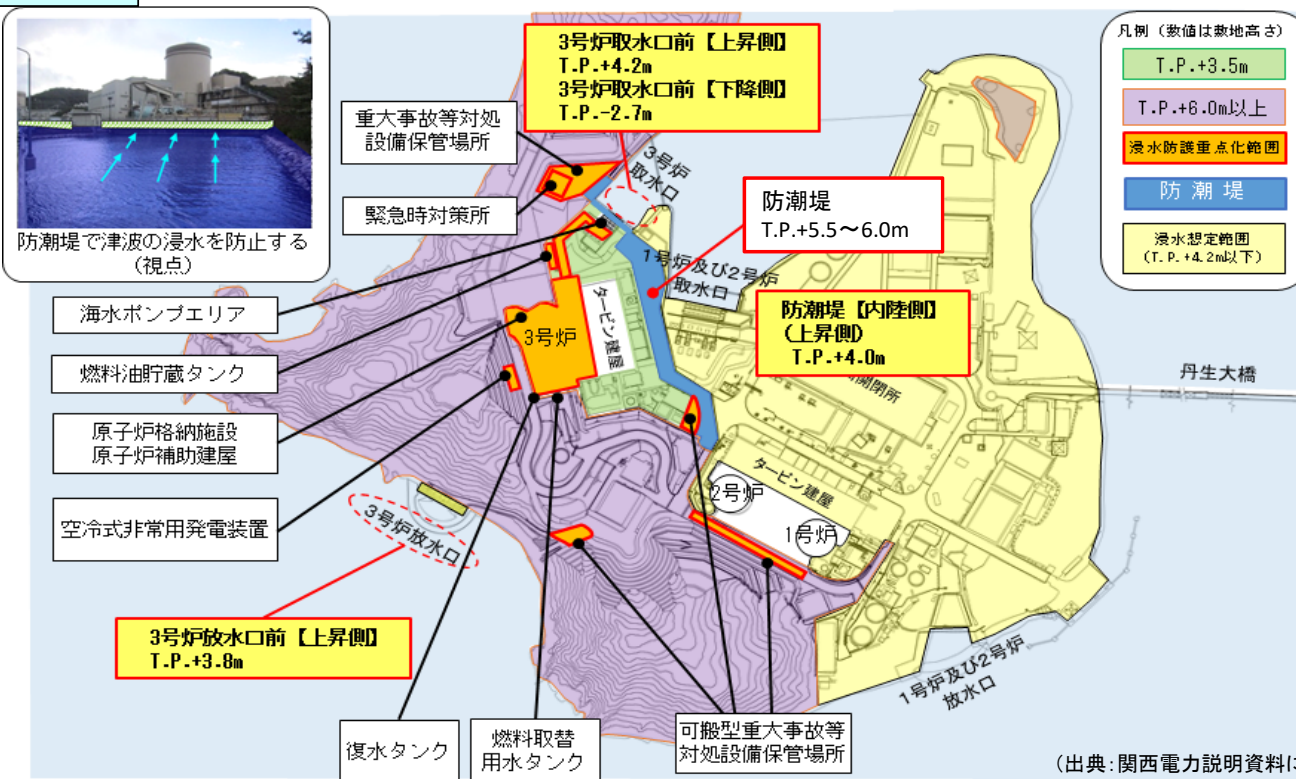 防潮堤で津波の浸水を防止する
(視点)
3号炉取水口前【上昇側】
T.P.+4.2m
3号炉取水口前【下降側】
T.P.-2.7m
凡例(数値は敷地高さ)
T.P.+3.5m
T.P.+6.0m以上
浸水防護重点化範囲
防潮堤
浸水想定範囲
(T.P.+4.2m以下)
重大事故等対処
設備保管場所
緊急時対策所
海水ポンプエリア
燃料油貯蔵タンク
原子炉格納施設
原子炉補助建屋
空冷式非常用発電装置
3号炉
取水口
防潮堤
T.P.+5.5～6.0m
1号炉及び2号炉
取水口
防潮堤【内陸側】
(上昇側)
T.P.+4.0m
3号炉
タービン建屋
開閉所
丹生大橋
タービン建屋
2号炉
1号炉
3号炉放水口
3号炉放水口前【上昇側】
T.P.+3.8m
1号炉及び2号炉
放水口
復水タンク
燃料取替
用水タンク
可搬型重大事故等
対処設備保管場所
(出典:関西電力説明資料に